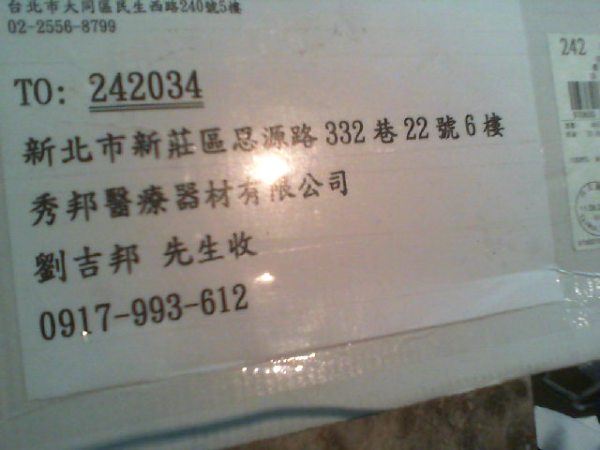 台北市大同區民生西路240號5樓
02-2556-8799
TO: 242034
新北市新莊區思源路332巷22號6樓
秀邦醫療器材有限公司
劉吉邦 先生收
0917-993-612
242